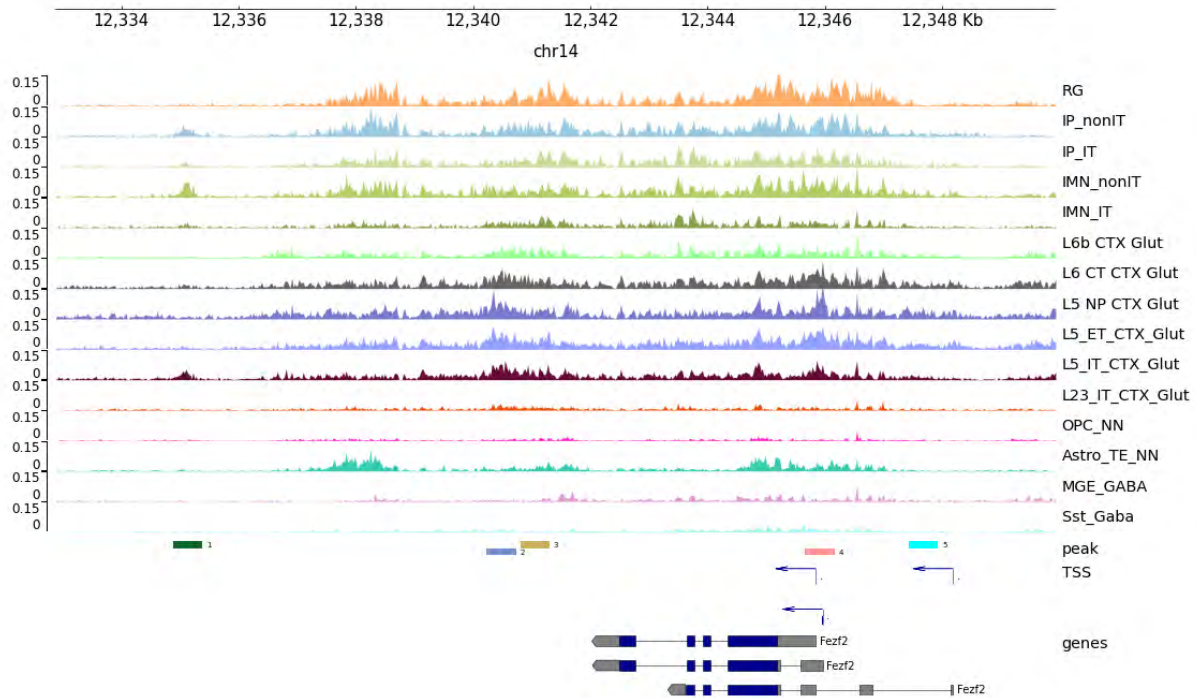 12,334 12,336 12,338 12,340 12,342 12,344 12,346 12,348 Kb
chr14
0.15
0 RG
0.15
0 IP_nonIT
0.15
0 IP_IT
0.15
0 IMN_nonIT
0.15
0 IMN_IT
0.15
0 L6b CTX Glut
0.15
0 L6 CT CTX Glut
0.15
0 L5 NP CTX Glut
0.15
0 L5_ET_CTX_Glut
0.15
0 L5_IT_CTX_Glut
0.15
0 L23_IT_CTX_Glut
0.15
0 OPC_NN
0.15
0 Astro_TE_NN
0.15
0 MGE_GABA
0.15
0 Sst_Gaba
1 2 3 4 5 peak
TSS
Fezf2 genes
Fezf2
Fezf2